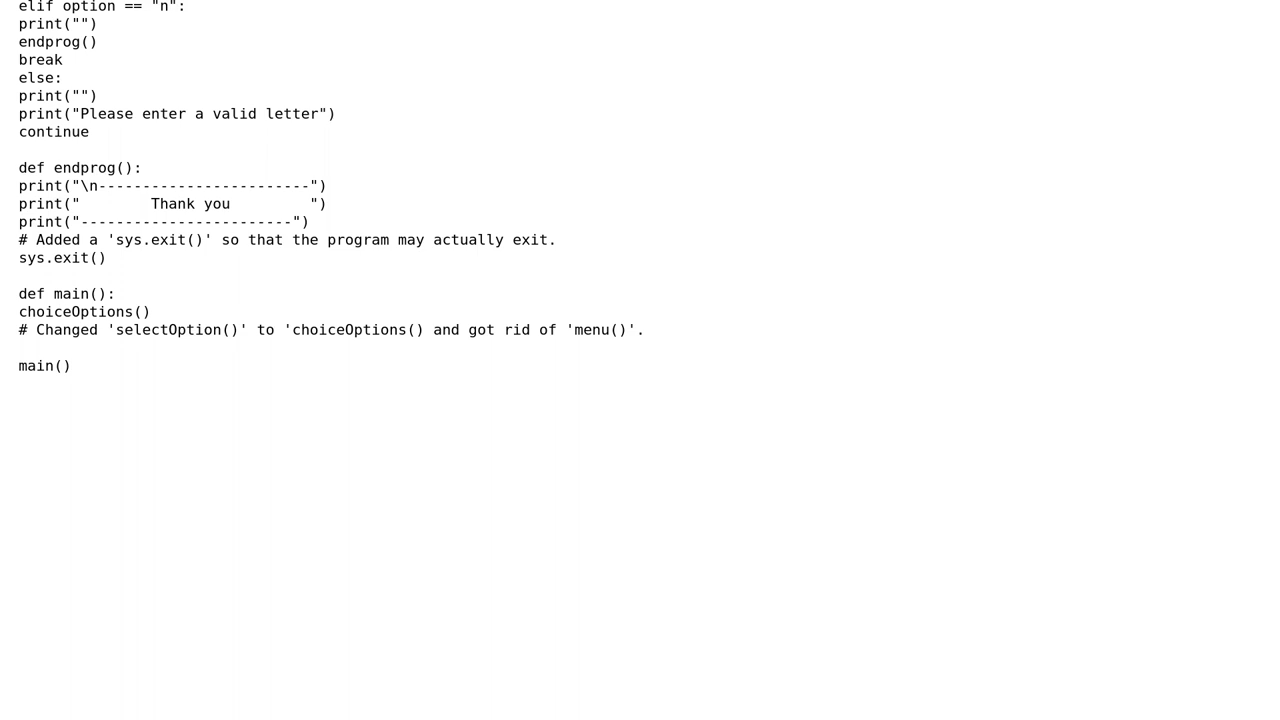 elif option == "n":
print("")
endprog()
break
else:
print("")
print("Please enter a valid letter")
continue

def endprog():
print("\n------------------------")
print("        Thank you         ")
print("------------------------")
# Added a 'sys.exit()' so that the program may actually exit.
sys.exit()

def main():
choiceOptions()
# Changed 'selectOption()' to 'choiceOptions() and got rid of 'menu()'.

main()